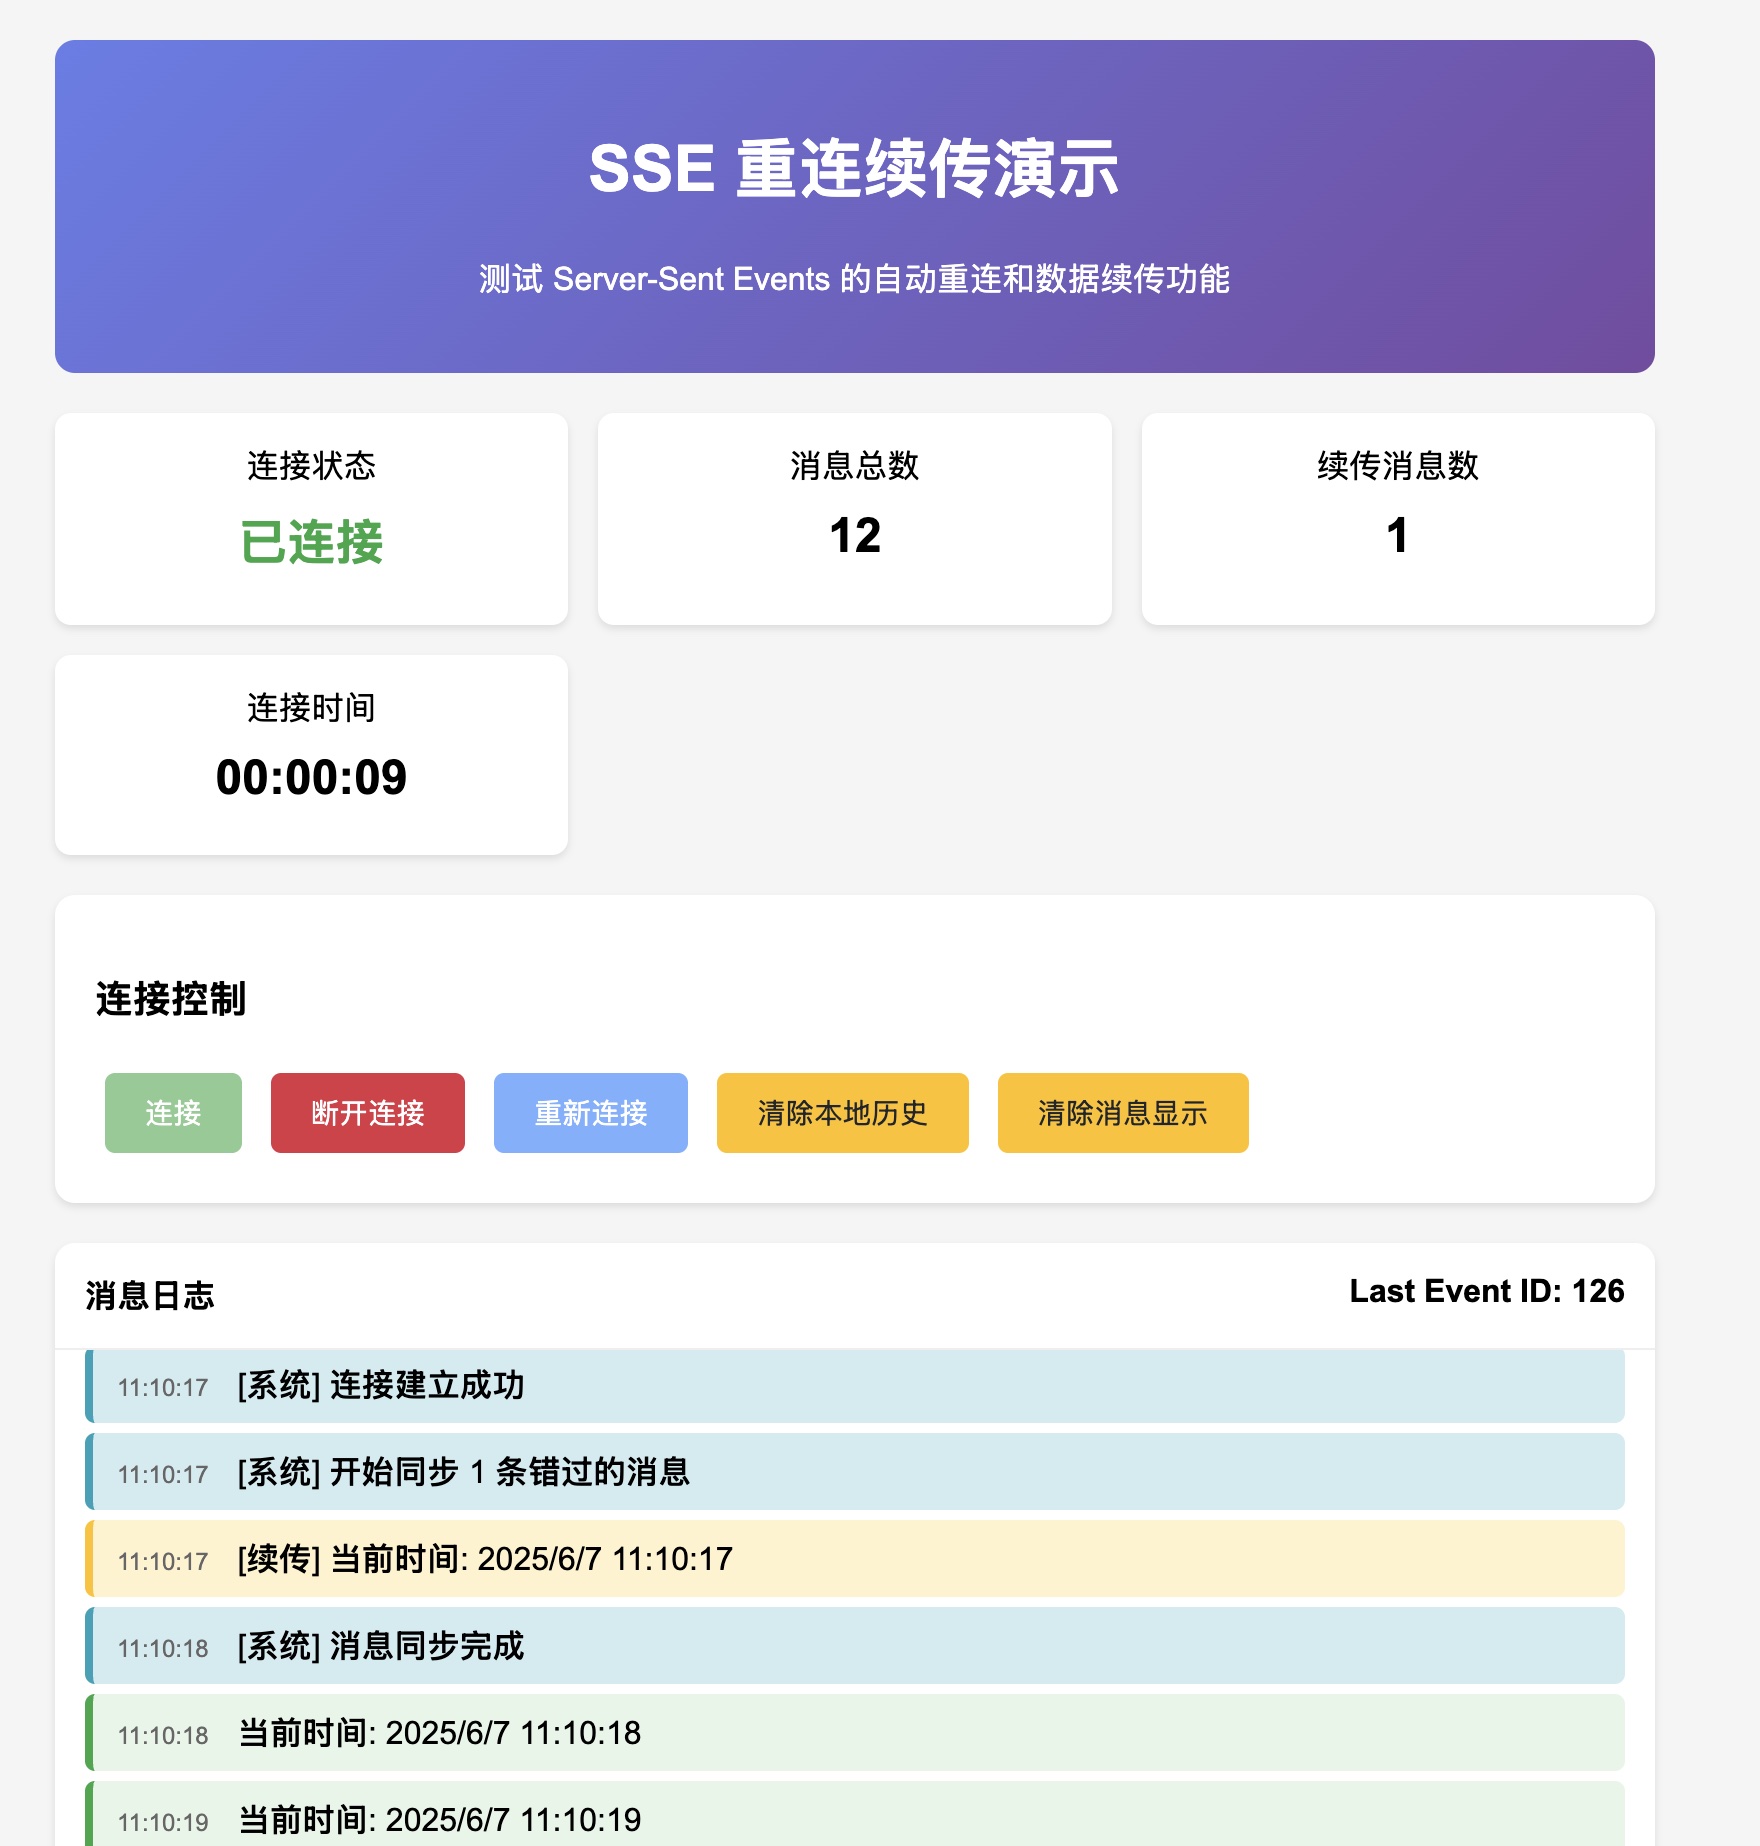 SSE 重连续传演示
测试 Server-Sent Events 的自动重连和数据续传功能
连接状态
已连接
消息总数
12
续传消息数
1
连接时间
00:00:09
连接控制
连接
断开连接
重新连接
清除本地历史
清除消息显示
消息日志
Last Event ID: 126
11:10:17 [系统] 连接建立成功
11:10:17 [系统] 开始同步 1 条错过的消息
11:10:17 [续传] 当前时间: 2025/6/7 11:10:17
11:10:18 [系统] 消息同步完成
11:10:18 当前时间: 2025/6/7 11:10:18
11:10:19 当前时间: 2025/6/7 11:10:19